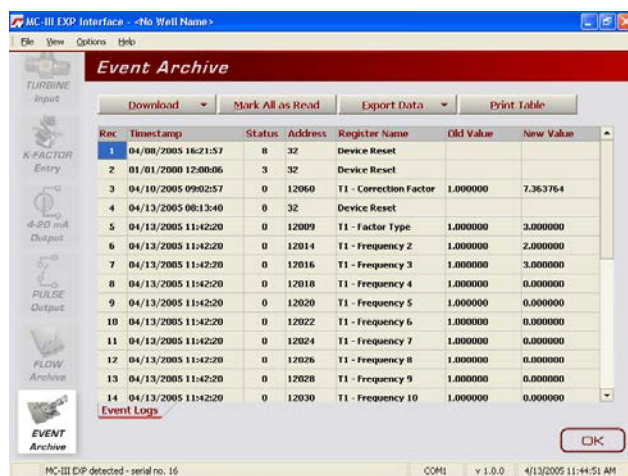 MC-III EXP Interface - <No Well Name>
File View Options Help
Event Archive
TURBINE
Input
K-FACTOR
Entry
4-20 mA
Output
PULSE
Output
FLOW
Archive
EVENT
Archive
Download Mark All as Read Export Data Print Table
Rec Timestamp Status Address Register Name Old Value New Value
1 04/08/2005 16:21:57 8 32 Device Reset
2 01/01/2000 12:00:06 3 32 Device Reset
3 04/10/2005 09:02:57 0 12060 T1 - Correction Factor 1.000000 7.363764
4 04/13/2005 08:13:40 0 32 Device Reset
5 04/13/2005 11:42:20 0 12009 T1 - Factor Type 1.000000 3.000000
6 04/13/2005 11:42:20 0 12014 T1 - Frequency 2 1.000000 2.000000
7 04/13/2005 11:42:20 0 12016 T1 - Frequency 3 1.000000 3.000000
8 04/13/2005 11:42:20 0 12018 T1 - Frequency 4 1.000000 0.000000
9 04/13/2005 11:42:20 0 12020 T1 - Frequency 5 1.000000 0.000000
10 04/13/2005 11:42:20 0 12022 T1 - Frequency 6 1.000000 0.000000
11 04/13/2005 11:42:20 0 12024 T1 - Frequency 7 1.000000 0.000000
12 04/13/2005 11:42:20 0 12026 T1 - Frequency 8 1.000000 0.000000
13 04/13/2005 11:42:20 0 12028 T1 - Frequency 9 1.000000 0.000000
14 04/13/2005 11:42:20 0 12030 T1 - Frequency 10 1.000000 0.000000
Event Logs
OK
MC-III EXP detected - serial no. 16 COM1 v 1.0.0 4/13/2005 11:44:51 AM